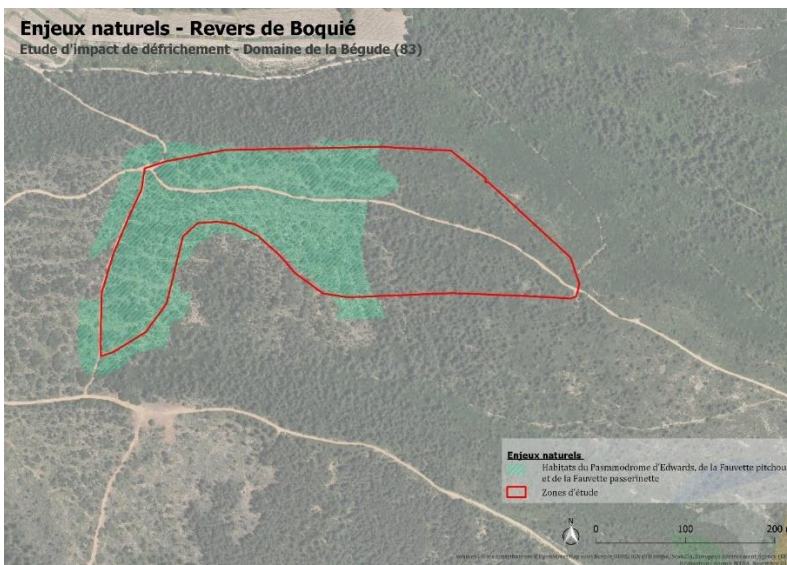 Enjeux naturels - Revers de Boquié
Etude d'impact de défrichement - Domaine de la Bégude (83)
Enjeux naturels
Habitats du Pasmmodrome d'Edwards, de la Fauvette pitchou
et de la Fauvette passerinette
Zones d'étude
N
0 100 200